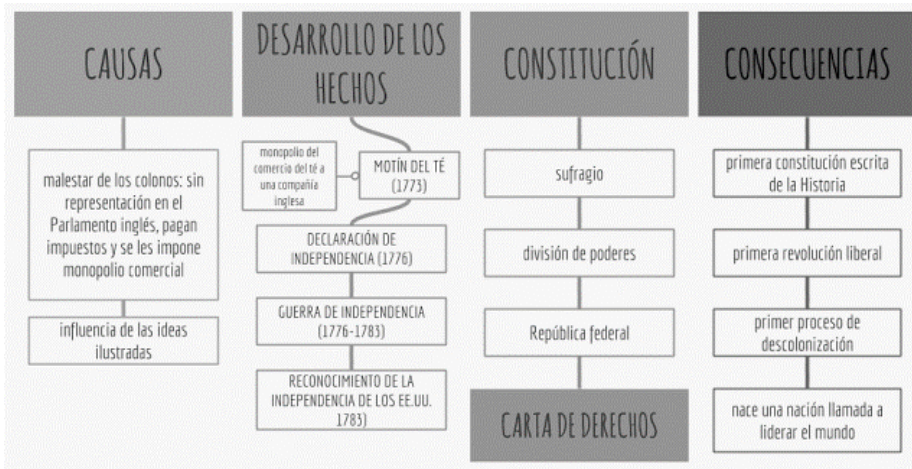 CAUSAS
malestar de los colonos: sin
representación en el
Parlamento inglés, pagan
impuestos y se les impone
monopolio comercial
influencia de las ideas
ilustradas
DESARROLLO DE LOS
HECHOS
monopolio del
comercio del té a
una compañía
inglesa
MOTÍN DEL TÉ
(1773)
DECLARACIÓN DE
INDEPENDENCIA (1776)
GUERRA DE INDEPENDENCIA
(1776-1783)
RECONOCIMIENTO DE LA
INDEPENDENCIA DE LOS EE.UU.
1783)
CONSTITUCIÓN
sufragio
división de poderes
República federal
CARTA DE DERECHOS
CONSECUENCIAS
primera constitución escrita
de la Historia
primera revolución liberal
primer proceso de
descolonización
nace una nación llamada a
liderar el mundo